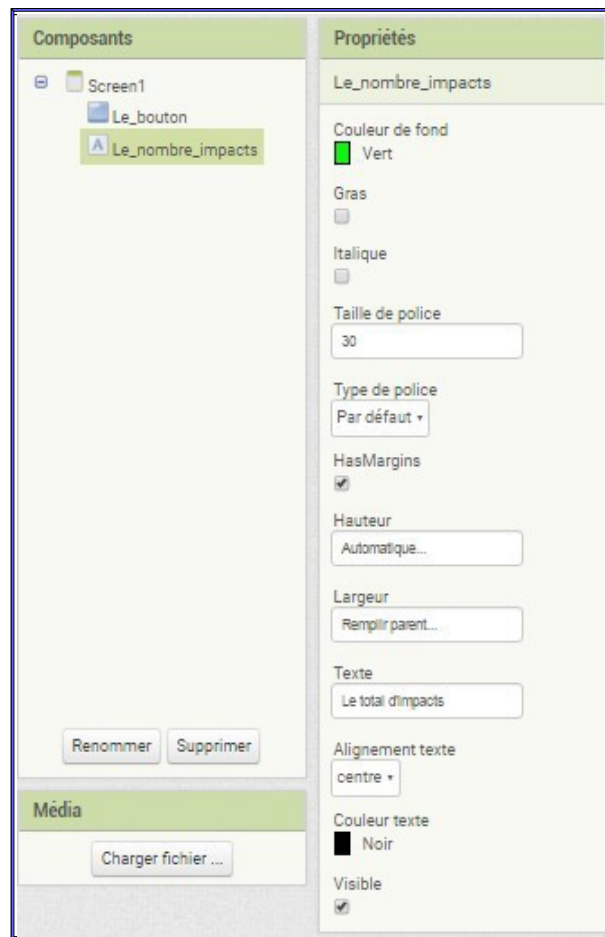 Composants
Screen1
Le_bouton
A Le_nombre_impacts
Renommer Supprimer
Média
Charger fichier ...
Propriétés
Le_nombre_impacts
Couleur de fond
Vert
Gras
Italique
Taille de police
30
Type de police
Par défaut
HasMargins
Hauteur
Automatique...
Largeur
Remplir parent...
Texte
Le total d'impacts
Alignement texte
centre
Couleur texte
Noir
Visible